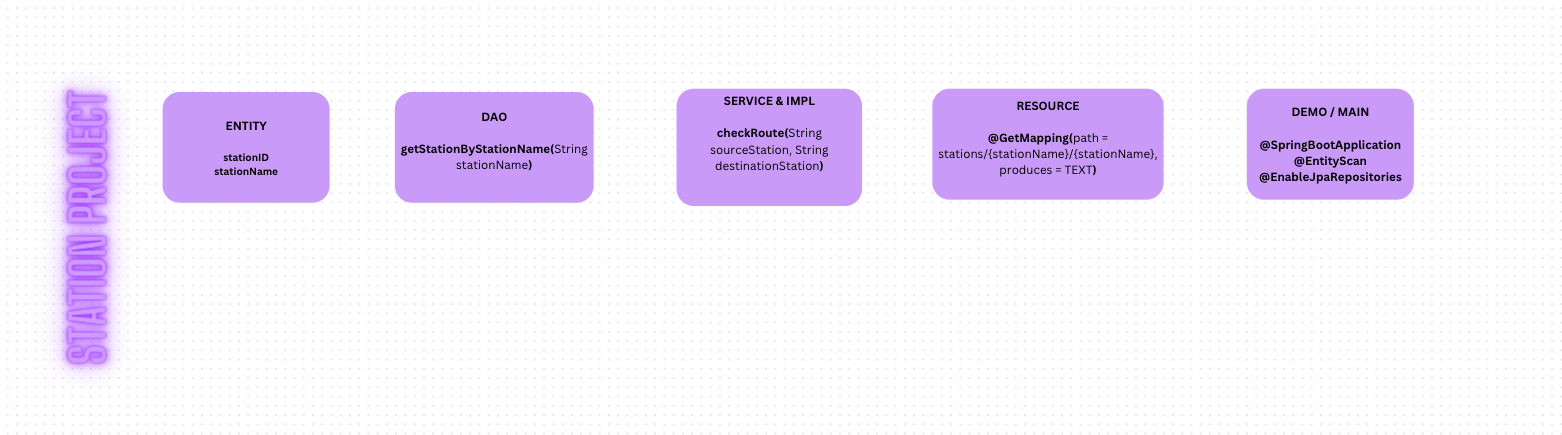 STATION PROJECT
ENTITY
stationID
stationName
DAO
getStationByStationName(String
stationName)
SERVICE & IMPL
checkRoute(String
sourceStation, String
destinationStation)
RESOURCE
@GetMapping(path =
stations/{stationName}/{stationName},
produces = TEXT)
DEMO / MAIN
@SpringBootApplication
@EntityScan
@EnableJpaRepositories